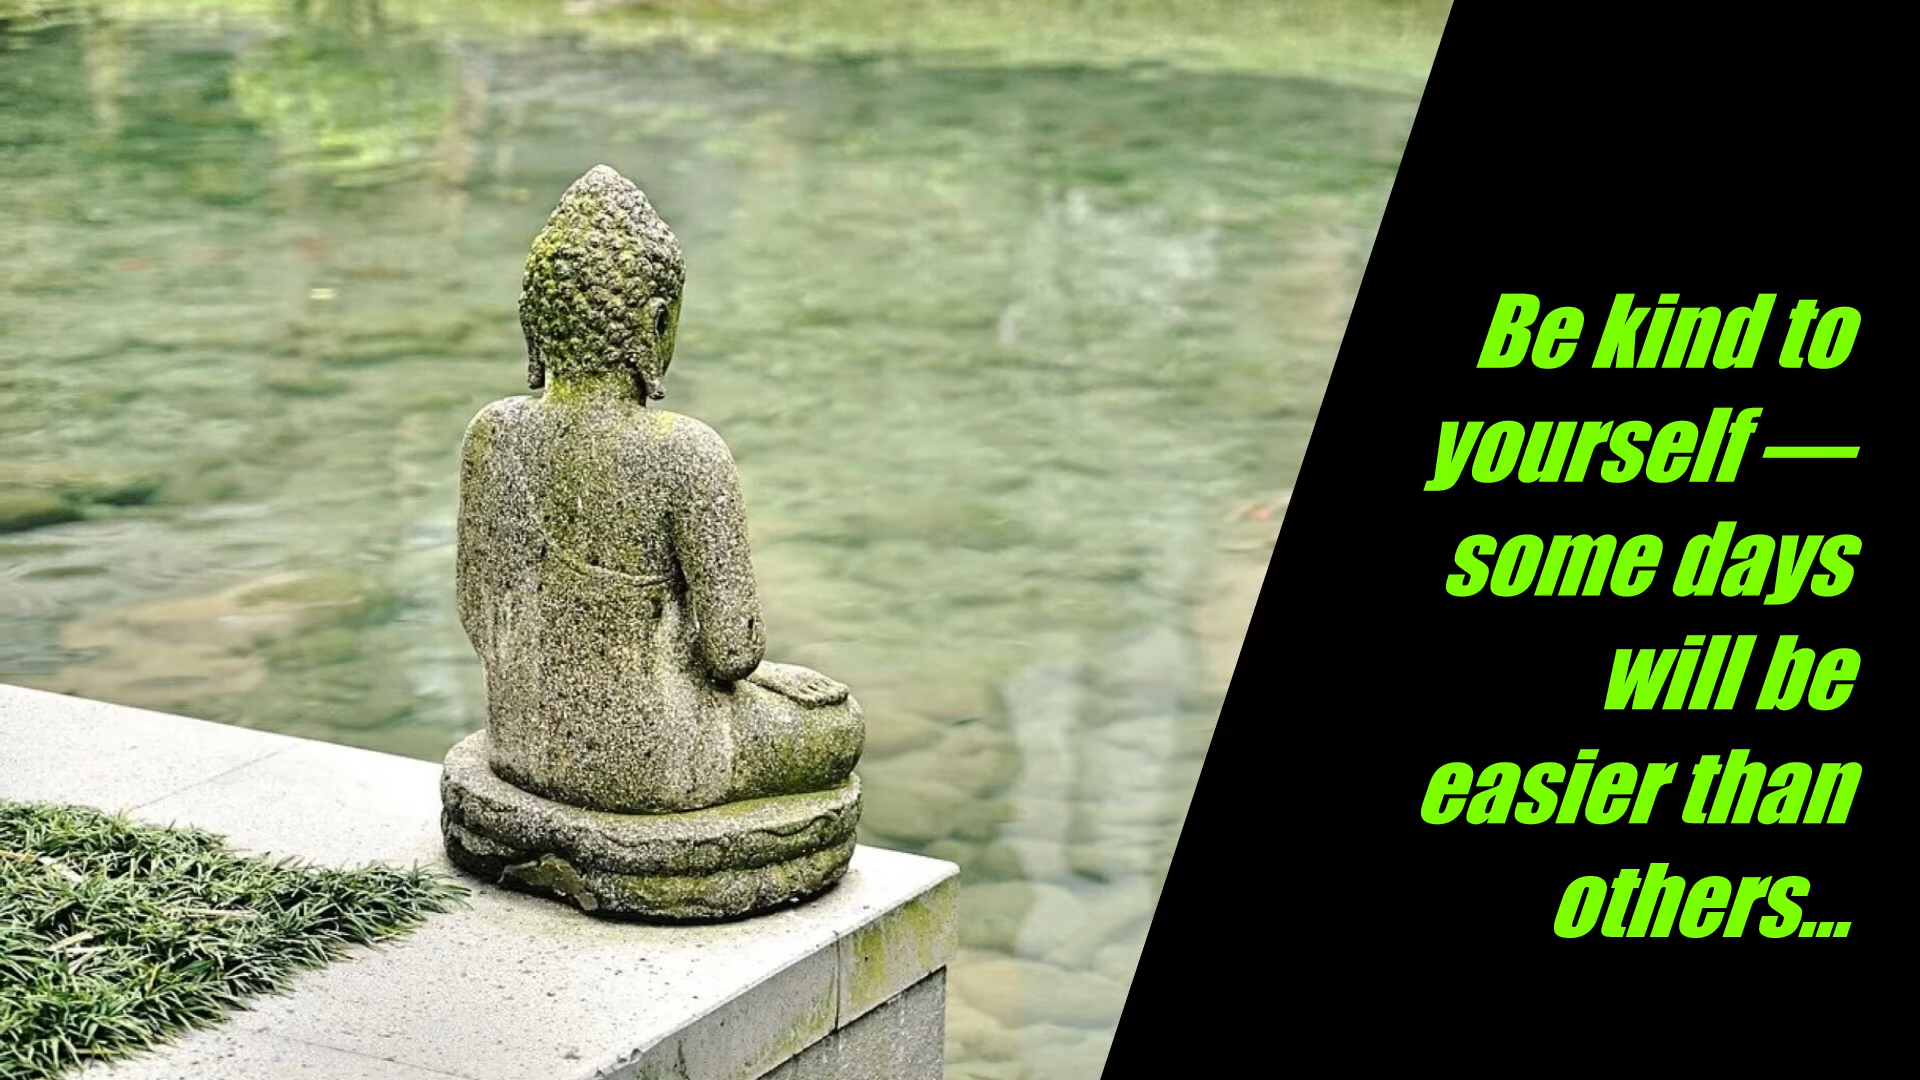 Be kind to
yourself —
some days
will be
easier than
others...